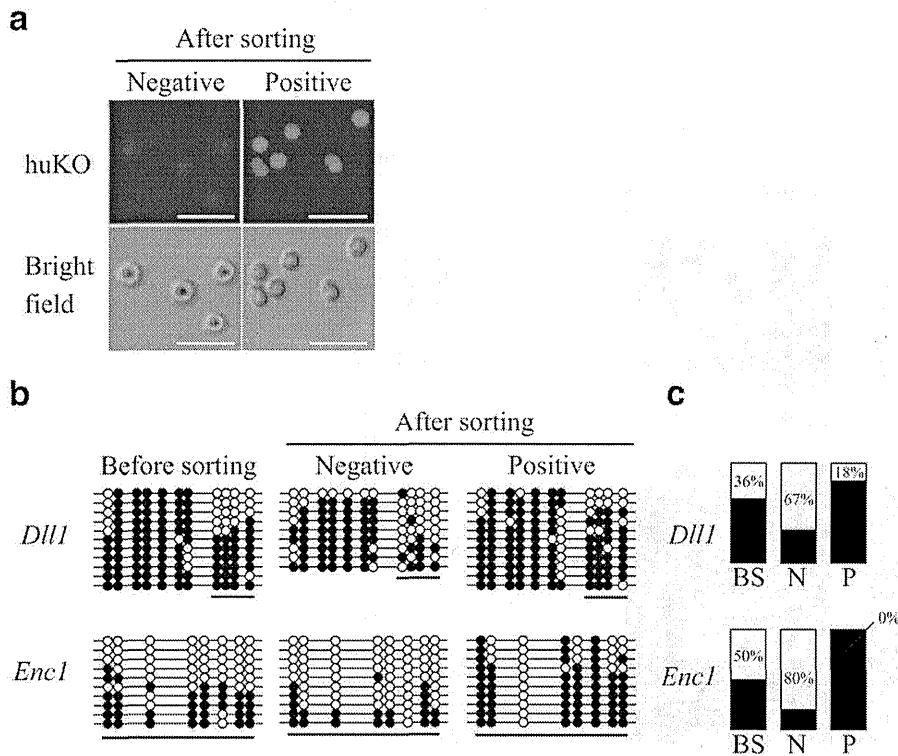 a
After sorting
Negative Positive
huKO
Bright
field
b
c
After sorting
Before sorting Negative Positive
Dll1
36% 67% 18%
Dll1
BS N P
Enc1
50% 80% 0%
Enc1
BS N P